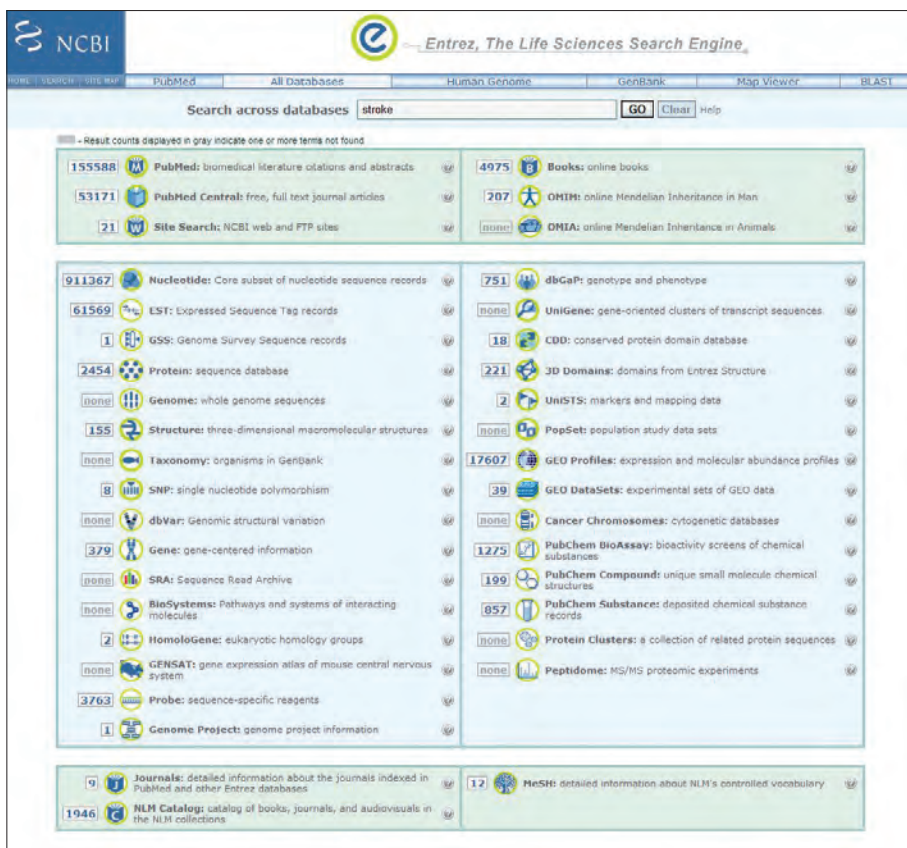 NCBI
Entrez, The Life Sciences Search Engine
HOME | SEARCH | SITE MAP PubMed All Databases Human Genome GenBank Map Viewer BLAST
Search across databases stroke GO Clear Help
- Result counts displayed in gray indicate one or more terms not found
155588 PubMed: biomedical literature citations and abstracts
53171 PubMed Central: free, full text journal articles
21 Site Search: NCBI web and FTP sites
4975 Books: online books
207 OMIM: online Mendelian Inheritance in Man
none OMIA: online Mendelian Inheritance in Animals
911367 Nucleotide: Core subset of nucleotide sequence records
61569 EST: Expressed Sequence Tag records
1 GSS: Genome Survey Sequence records
2454 Protein: sequence database
none Genome: whole genome sequences
155 Structure: three-dimensional macromolecular structures
none Taxonomy: organisms in GenBank
8 SNP: single nucleotide polymorphism
none dbVar: Genomic structural variation
379 Gene: gene-centered information
none SRA: Sequence Read Archive
none BioSystems: Pathways and systems of interacting
molecules
2 HomoloGene: eukaryotic homology groups
none GENSAT: gene expression atlas of mouse central nervous
system
3763 Probe: sequence-specific reagents
1 Genome Project: genome project information
751 dbGaP: genotype and phenotype
none UniGene: gene-oriented clusters of transcript sequences
18 CDD: conserved protein domain database
221 3D Domains: domains from Entrez Structure
2 UniSTS: markers and mapping data
none PopSet: population study data sets
17607 GEO Profiles: expression and molecular abundance profiles
39 GEO DataSets: experimental sets of GEO data
none Cancer Chromosomes: cytogenetic databases
1275 PubChem BioAssay: bioactivity screens of chemical
substances
199 PubChem Compound: unique small molecule chemical
structures
857 PubChem Substance: deposited chemical substance
records
none Protein Clusters: a collection of related protein sequences
none Peptidome: MS/MS proteomic experiments
9 Journals: detailed information about the journals indexed in
PubMed and other Entrez databases
1946 NLM Catalog: catalog of books, journals, and audiovisuals in
the NLM collections
12 MeSH: detailed information about NLM's controlled vocabulary